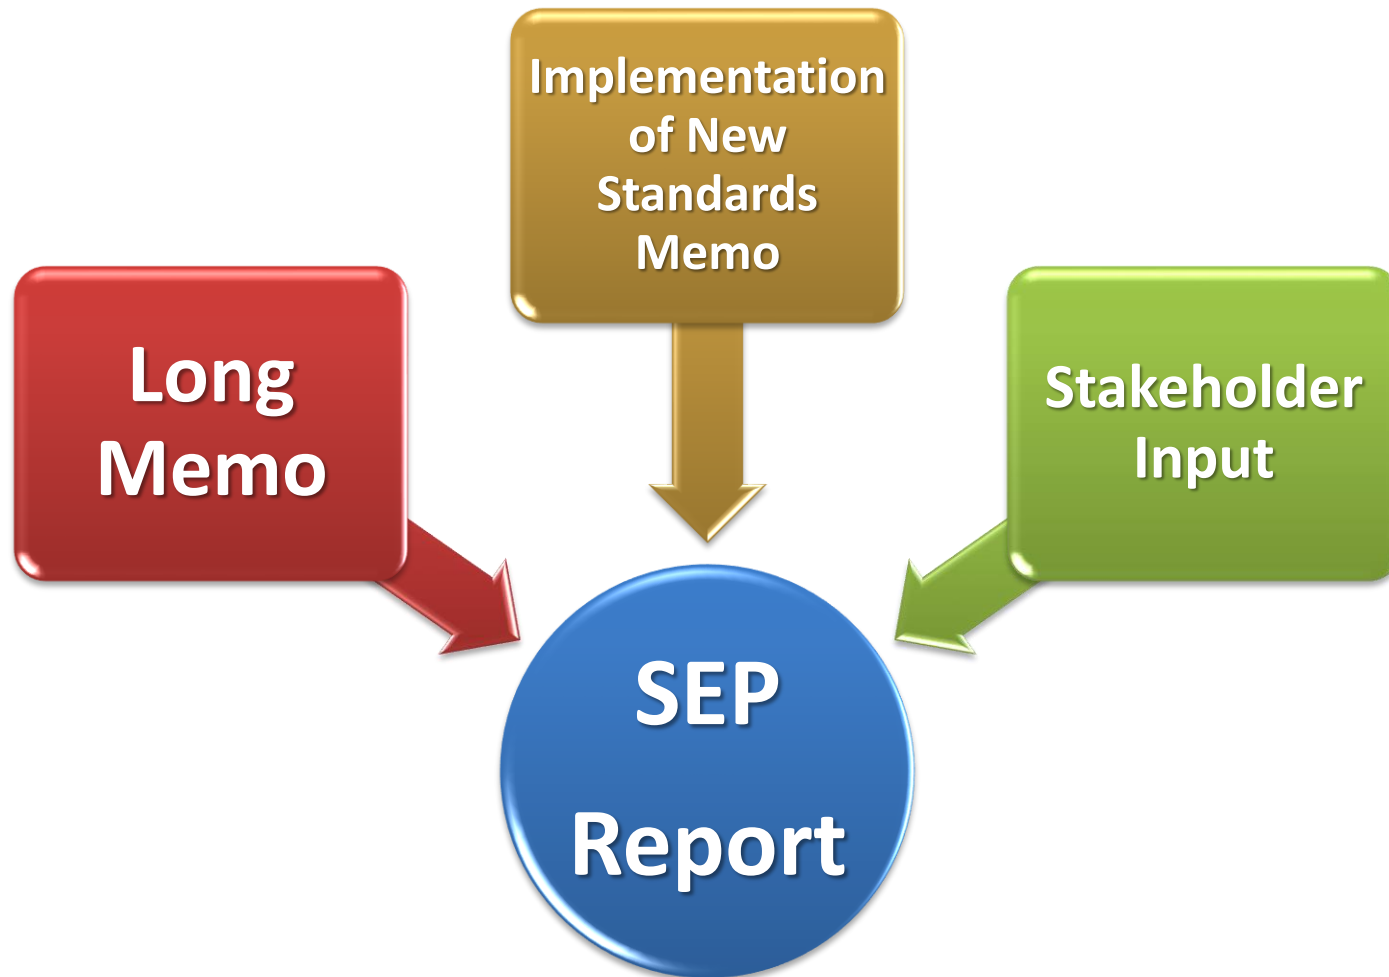 Implementation
of New
Standards
Memo
Long
Memo
Stakeholder
Input
SEP
Report